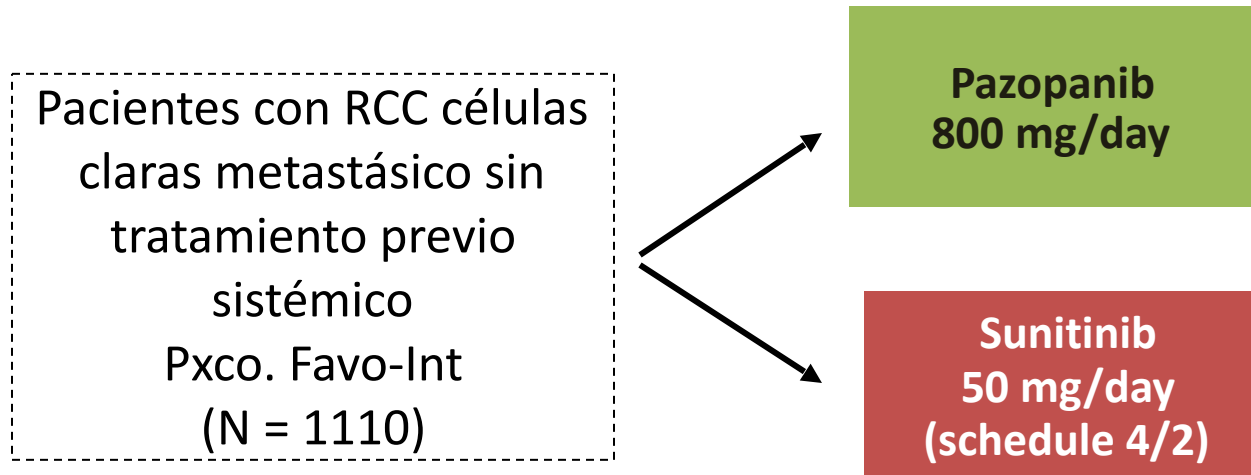 Pacientes con RCC células
claras metastásico sin
tratamiento previo
sistémico
Pxco. Favo-Int
(N = 1110)
Pazopanib
800 mg/day
Sunitinib
50 mg/day
(schedule 4/2)